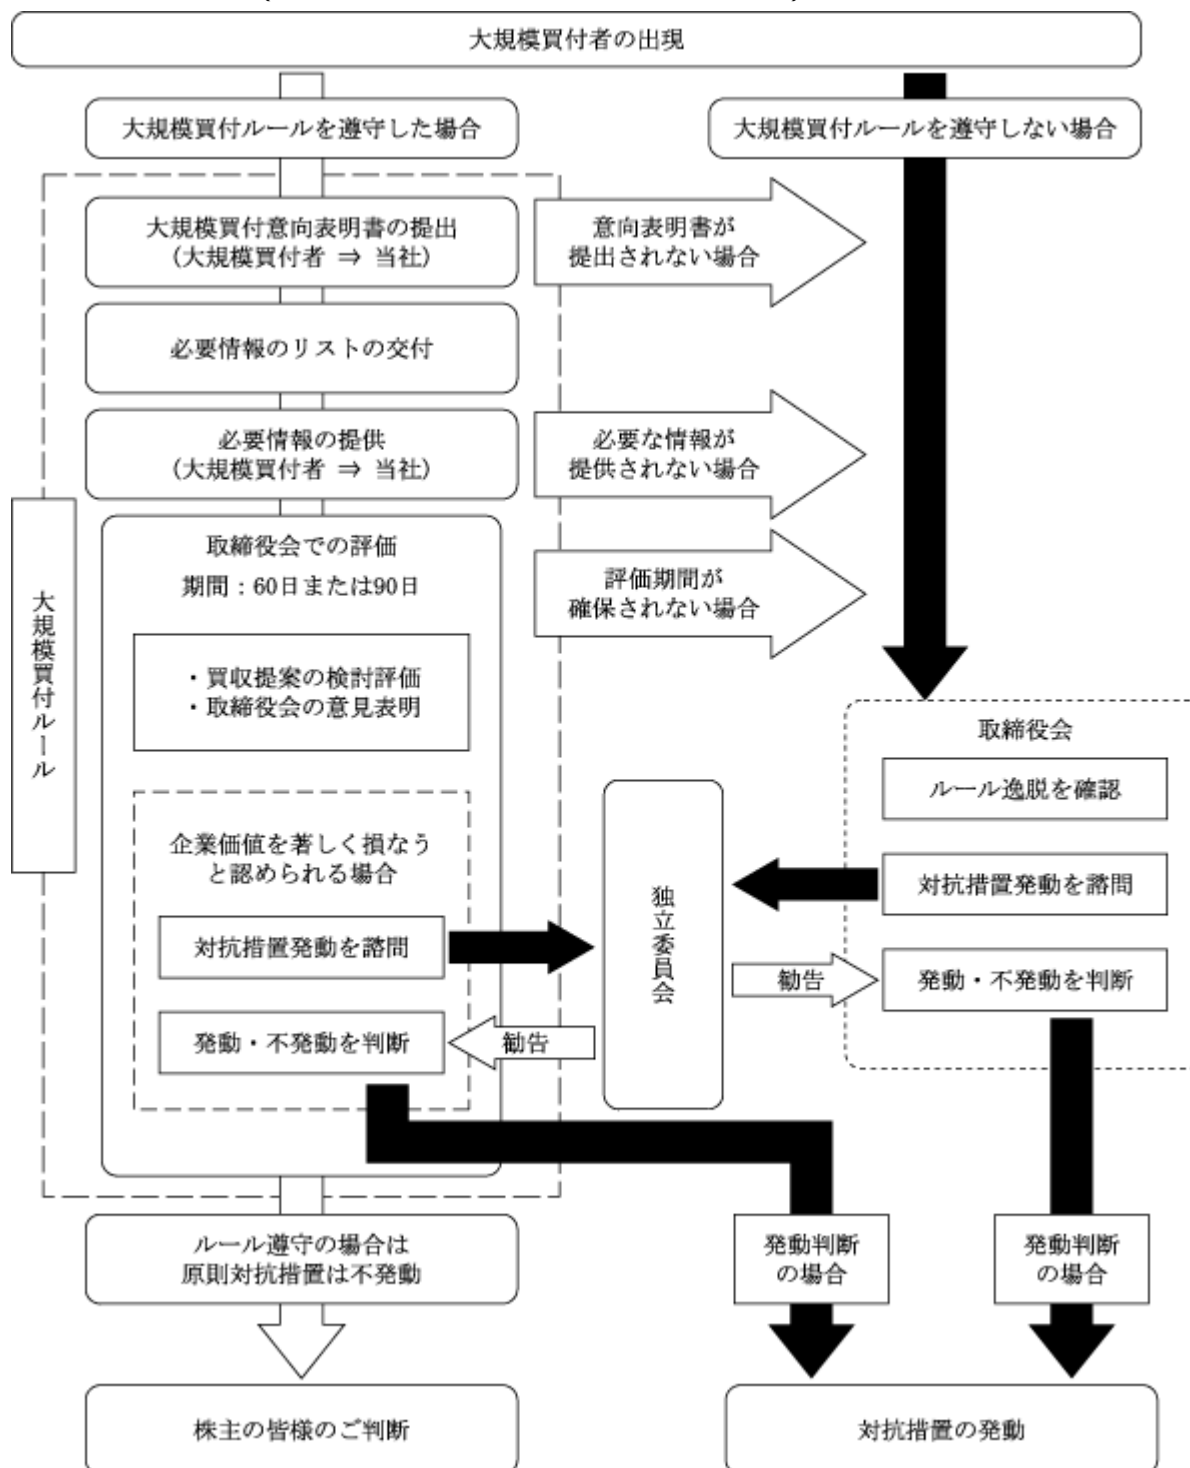 大規模買付者の出現
大規模買付ルールを遵守した場合
大規模買付ルールを遵守しない場合
大規模買付意向表明書の提出
(大規模買付者 ⇒ 当社)
意向表明書が
提出されない場合
必要情報のリストの交付
必要情報の提供
(大規模買付者 ⇒ 当社)
必要な情報が
提供されない場合
大規模買付ルール
取締役会での評価
期間：60日または90日
評価期間が
確保されない場合
・買収提案の検討評価
・取締役会の意見表明
企業価値を著しく損なう
と認められる場合
対抗措置発動を諮問
発動・不発動を判断
独立委員会
勧告
取締役会
ルール逸脱を確認
対抗措置発動を諮問
勧告
発動・不発動を判断
ルール遵守の場合は
原則対抗措置は不発動
発動判断
の場合
発動判断
の場合
株主の皆様のご判断
対抗措置の発動